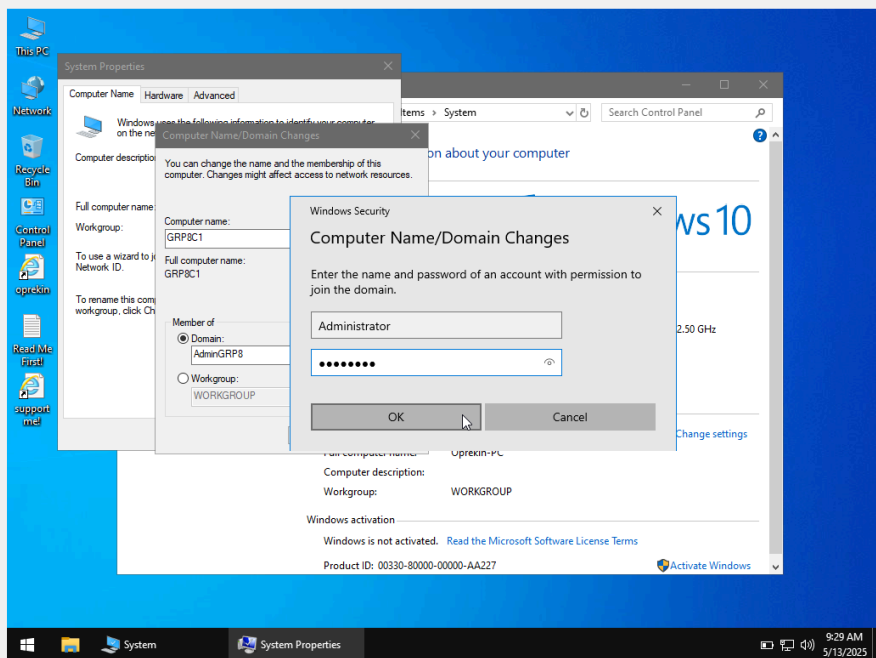 This PC
Network
Recycle
Bin
Control
Panel
oprekin
Read Me
First!
support
me!
System Properties
Computer Name
Hardware
Advanced
Windows uses the following information to identify your computer
on the ne
Computer description
Full computer name:
Workgroup:
To use a wizard to j
Network ID.
To rename this com
workgroup, click Ch
Computer Name/Domain Changes
You can change the name and the membership of this
computer. Changes might affect access to network resources.
Computer name:
GRP8C1
Full computer name:
GRP8C1
Member of
Domain:
AdminGRP8
Workgroup:
WORKGROUP
Items > System
Search Control Panel
on about your computer
ws 10
2.50 GHz
Change settings
Windows Security
Computer Name/Domain Changes
Enter the name and password of an account with permission to
join the domain.
Administrator
OK
Cancel
Full computer name:
Oprekin-PC
Computer description:
Workgroup:
WORKGROUP
Windows activation
Windows is not activated. Read the Microsoft Software License Terms
Product ID: 00330-80000-00000-AA227
Activate Windows
System
System Properties
9:29 AM
5/13/2025